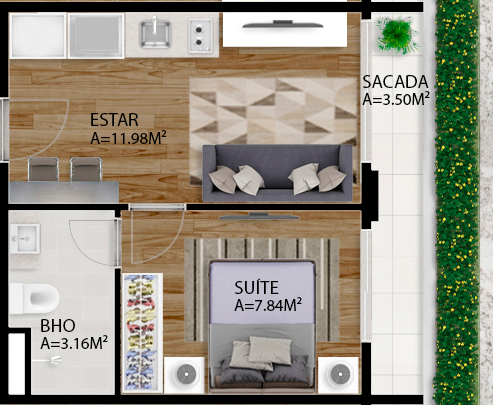 SACADA
A=3.50M²
ESTAR
A=11.98M²
SUÍTE
A=7.84M²
BHO
A=3.16M²